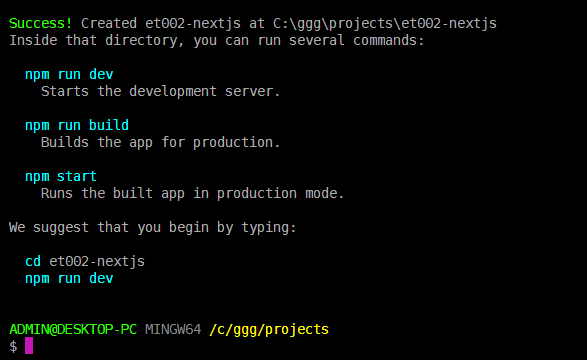 Success! Created et002-nextjs at C:\ggg\projects\et002-nextjs
Inside that directory, you can run several commands:
npm run dev
Starts the development server.
npm run build
Builds the app for production.
npm start
Runs the built app in production mode.
We suggest that you begin by typing:
cd et002-nextjs
npm run dev
ADMIN@DESKTOP-PC MINGW64 /c/ggg/projects
$